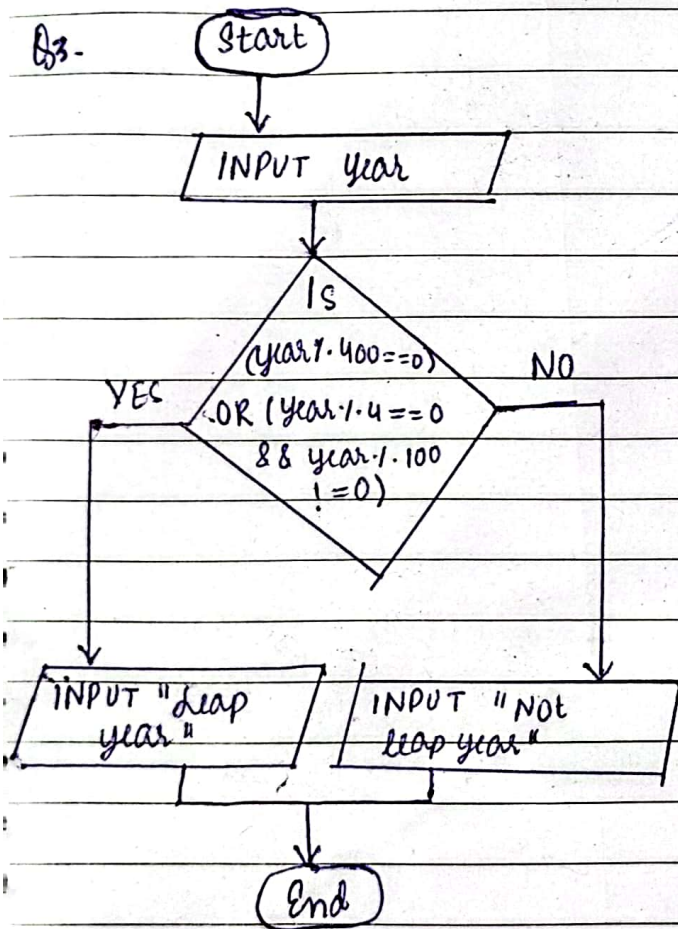 Q3.
Start
INPUT year
IS
(year % 400 == 0)
YES
NO
OR (year % 4 == 0
&& year % 100
!= 0)
INPUT "Leap
year"
INPUT "Not
leap year"
End